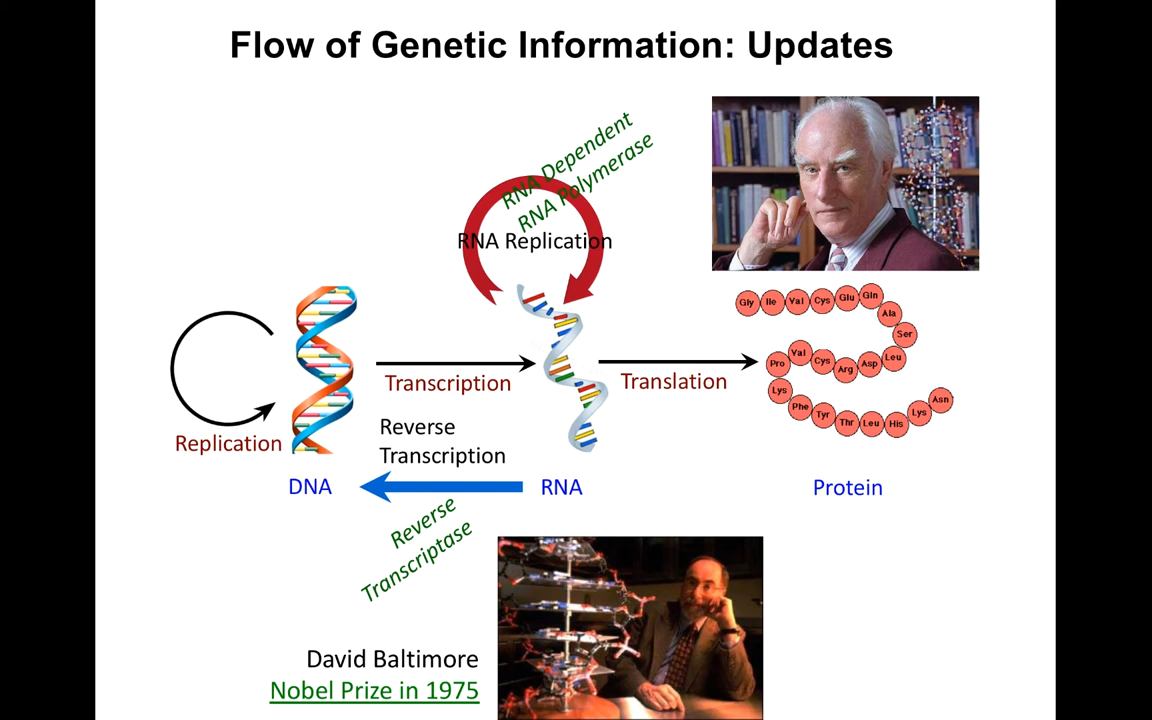 Flow of Genetic Information: Updates
RNA Dependent
RNA Polymerase
RNA Replication
Gly Ile Val Cys Glu Gln
Ala
Ser
Leu
Asp
Arg
Cys
Val
Pro
Lys
Phe
Tyr
Thr
Leu
His
Lys
Asn
Transcription
Translation
Replication
Reverse
Transcription
DNA
RNA
Protein
Reverse
Transcriptase
David Baltimore
Nobel Prize in 1975